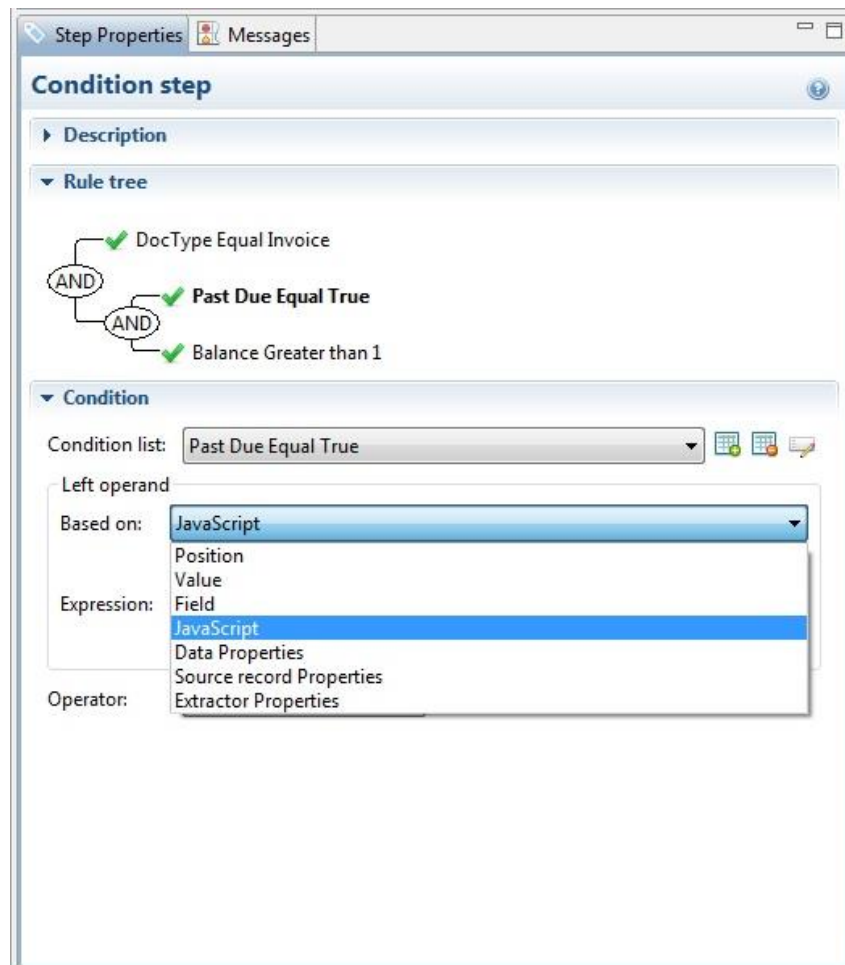 Step Properties Messages
Condition step
Description
Rule tree
DocType Equal Invoice
AND
Past Due Equal True
AND
Balance Greater than 1
Condition
Condition list: Past Due Equal True
Left operand
Based on: JavaScript
Position
Value
Expression: Field
JavaScript
Data Properties
Source record Properties
Operator: Extractor Properties